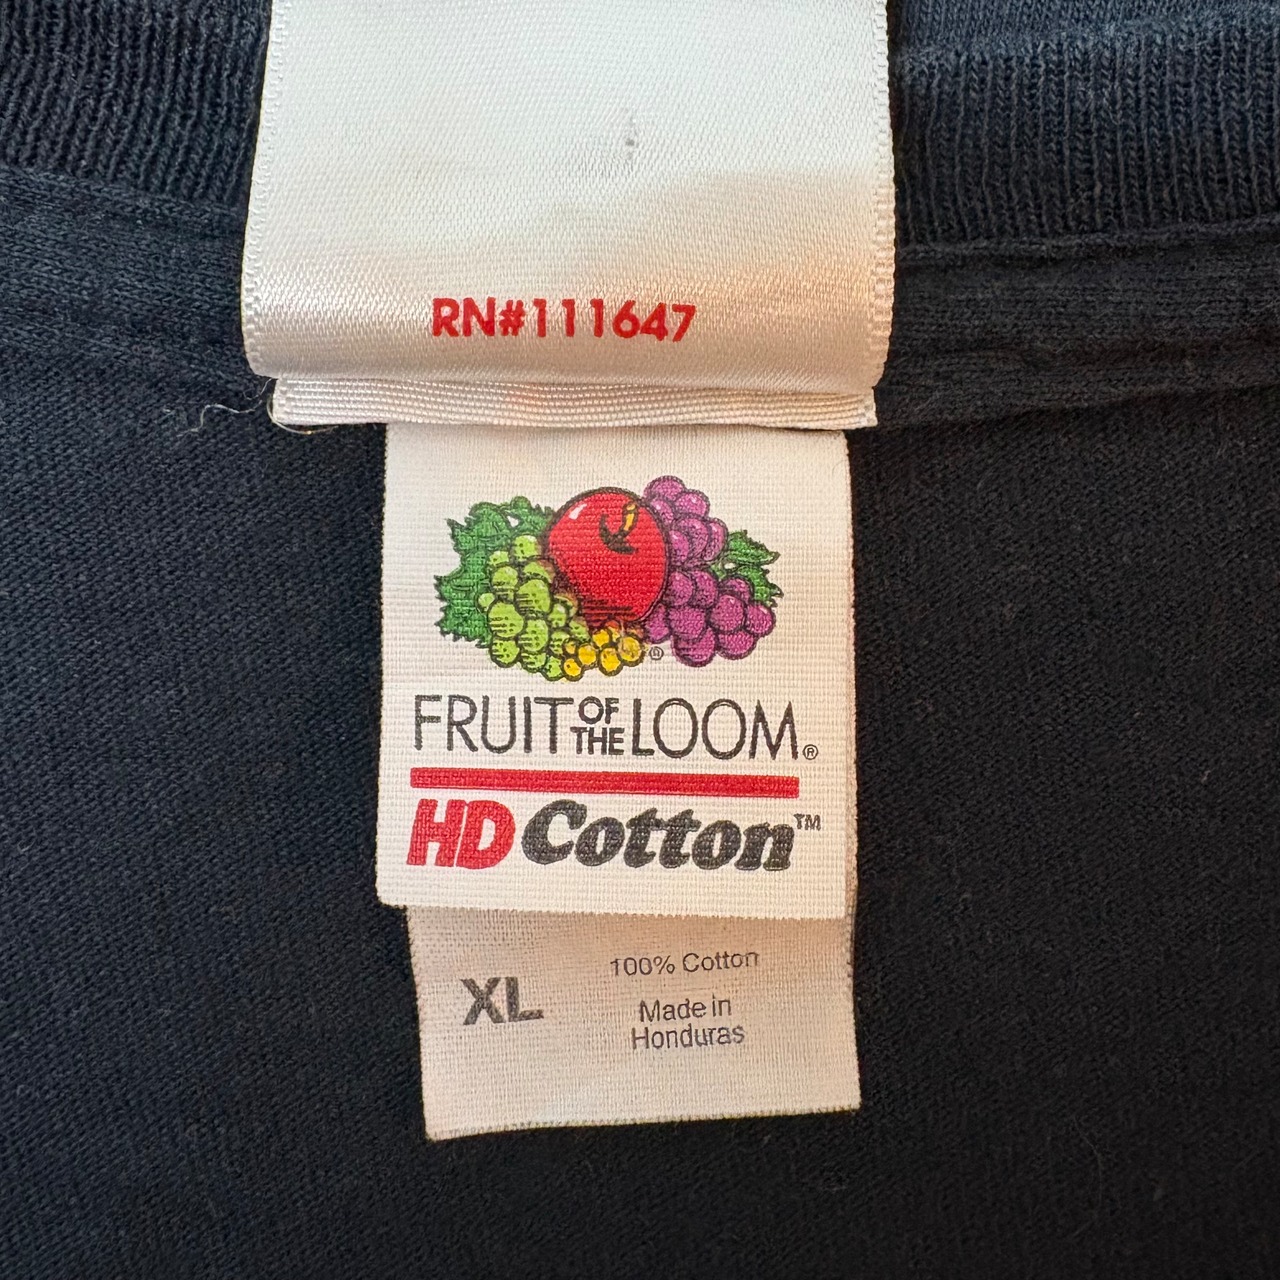 RN#111647
®
FRUIT OF THE LOOM®
HD Cotton™
XL
100% Cotton
Made in
Honduras